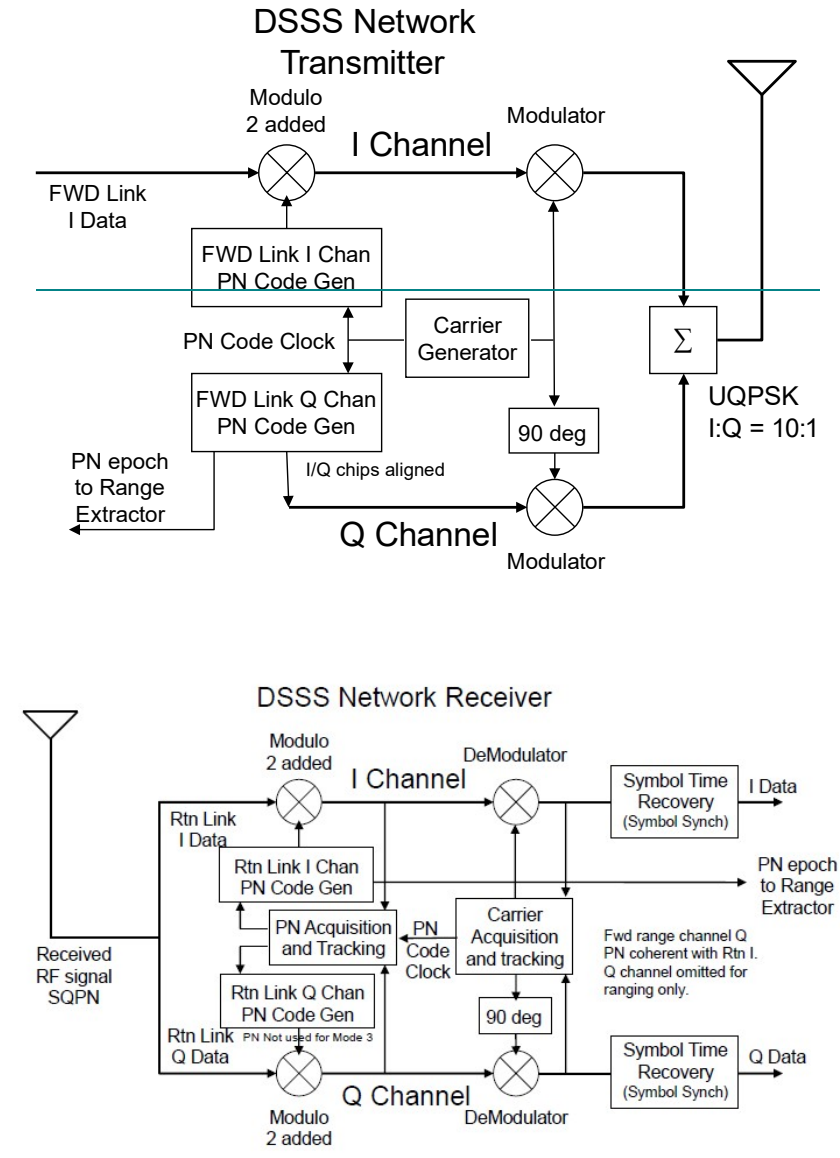 DSSS Network
Transmitter
Modulo
2 added
I Channel
Modulator
FWD Link
I Data
FWD Link I Chan
PN Code Gen
PN Code Clock
Carrier
Generator
Σ
FWD Link Q Chan
PN Code Gen
90 deg
UQPSK
I:Q = 10:1
PN epoch
to Range
Extractor
I/Q chips aligned
Q Channel
Modulator
DSSS Network Receiver
Modulo
2 added
I Channel
DeModulator
Symbol Time
Recovery
(Symbol Synch)
I Data
Rtn Link
I Data
Rtn Link I Chan
PN Code Gen
PN epoch
to Range
Extractor
PN Acquisition
and Tracking
PN
Code
Clock
Carrier
Acquisition
and tracking
Fwd range channel Q
PN coherent with Rtn I.
Q channel omitted for
ranging only.
Received
RF signal
SQPN
Rtn Link Q Chan
PN Code Gen
90 deg
Rtn Link
Q Data
PN Not used for Mode 3
Symbol Time
Recovery
(Symbol Synch)
Q Data
Q Channel
Modulo
2 added
DeModulator